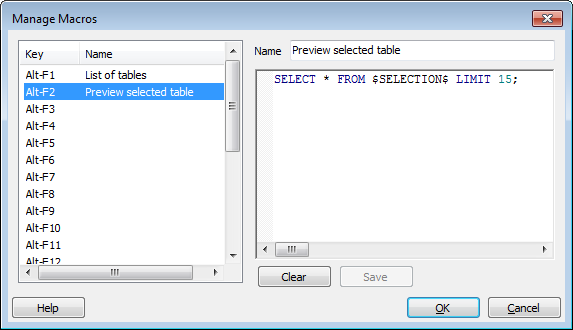 Manage Macros
Key Name
Name Preview selected table
Alt-F1 List of tables
Alt-F2 Preview selected table
Alt-F3
Alt-F4
Alt-F5
Alt-F6
Alt-F7
Alt-F8
Alt-F9
Alt-F10
Alt-F11
Alt-F12
SELECT * FROM $SELECTION$ LIMIT 15;
Clear Save
Help OK Cancel